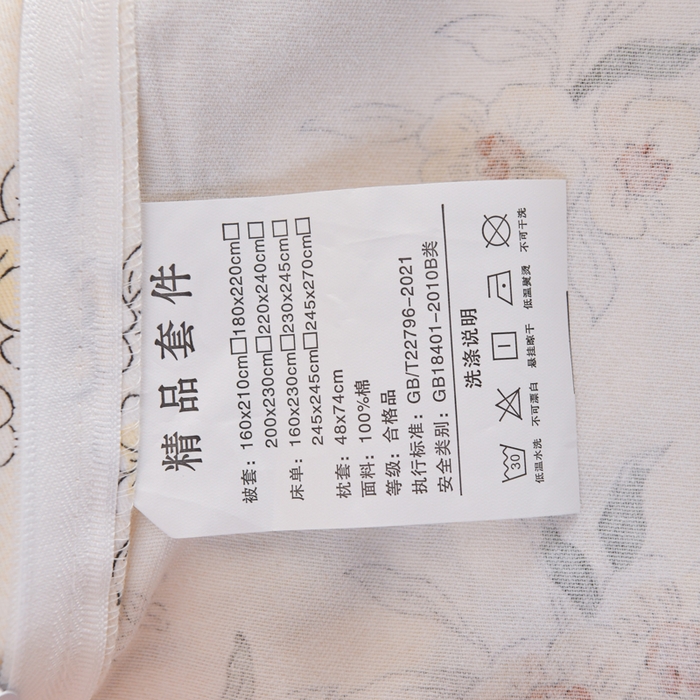 精品套件
被套：160x210cm□180x220cm□
200x230cm□220x240cm□
床单：160x230cm□230x245cm□
245x245cm□245x270cm□
枕套：48x74cm
面料：100%棉
等级：合格品
执行标准：GB/T22796-2021
安全类别：GB18401-2010B类
洗涤说明
30
低温水洗 不可漂白 悬挂晾干 低温熨烫 不可干洗